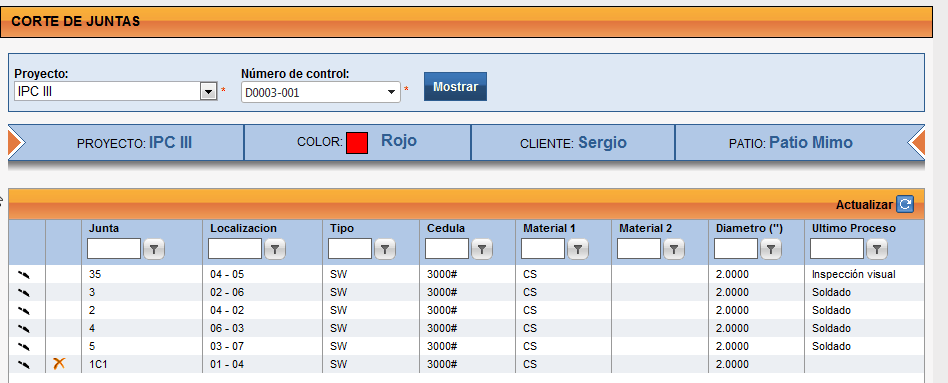 CORTE DE JUNTAS
Proyecto: Número de control:
IPC III * D0003-001 * Mostrar
PROYECTO: IPC III COLOR: Rojo CLIENTE: Sergio PATIO: Patio Mimo
Actualizar
Junta Localizacion Tipo Cedula Material 1 Material 2 Diametro (") Ultimo Proceso
35 04 - 05 SW 3000# CS 2.0000 Inspección visual
3 02 - 06 SW 3000# CS 2.0000 Soldado
2 04 - 02 SW 3000# CS 2.0000 Soldado
4 06 - 03 SW 3000# CS 2.0000 Soldado
5 03 - 07 SW 3000# CS 2.0000 Soldado
1C1 01 - 04 SW 3000# CS 2.0000